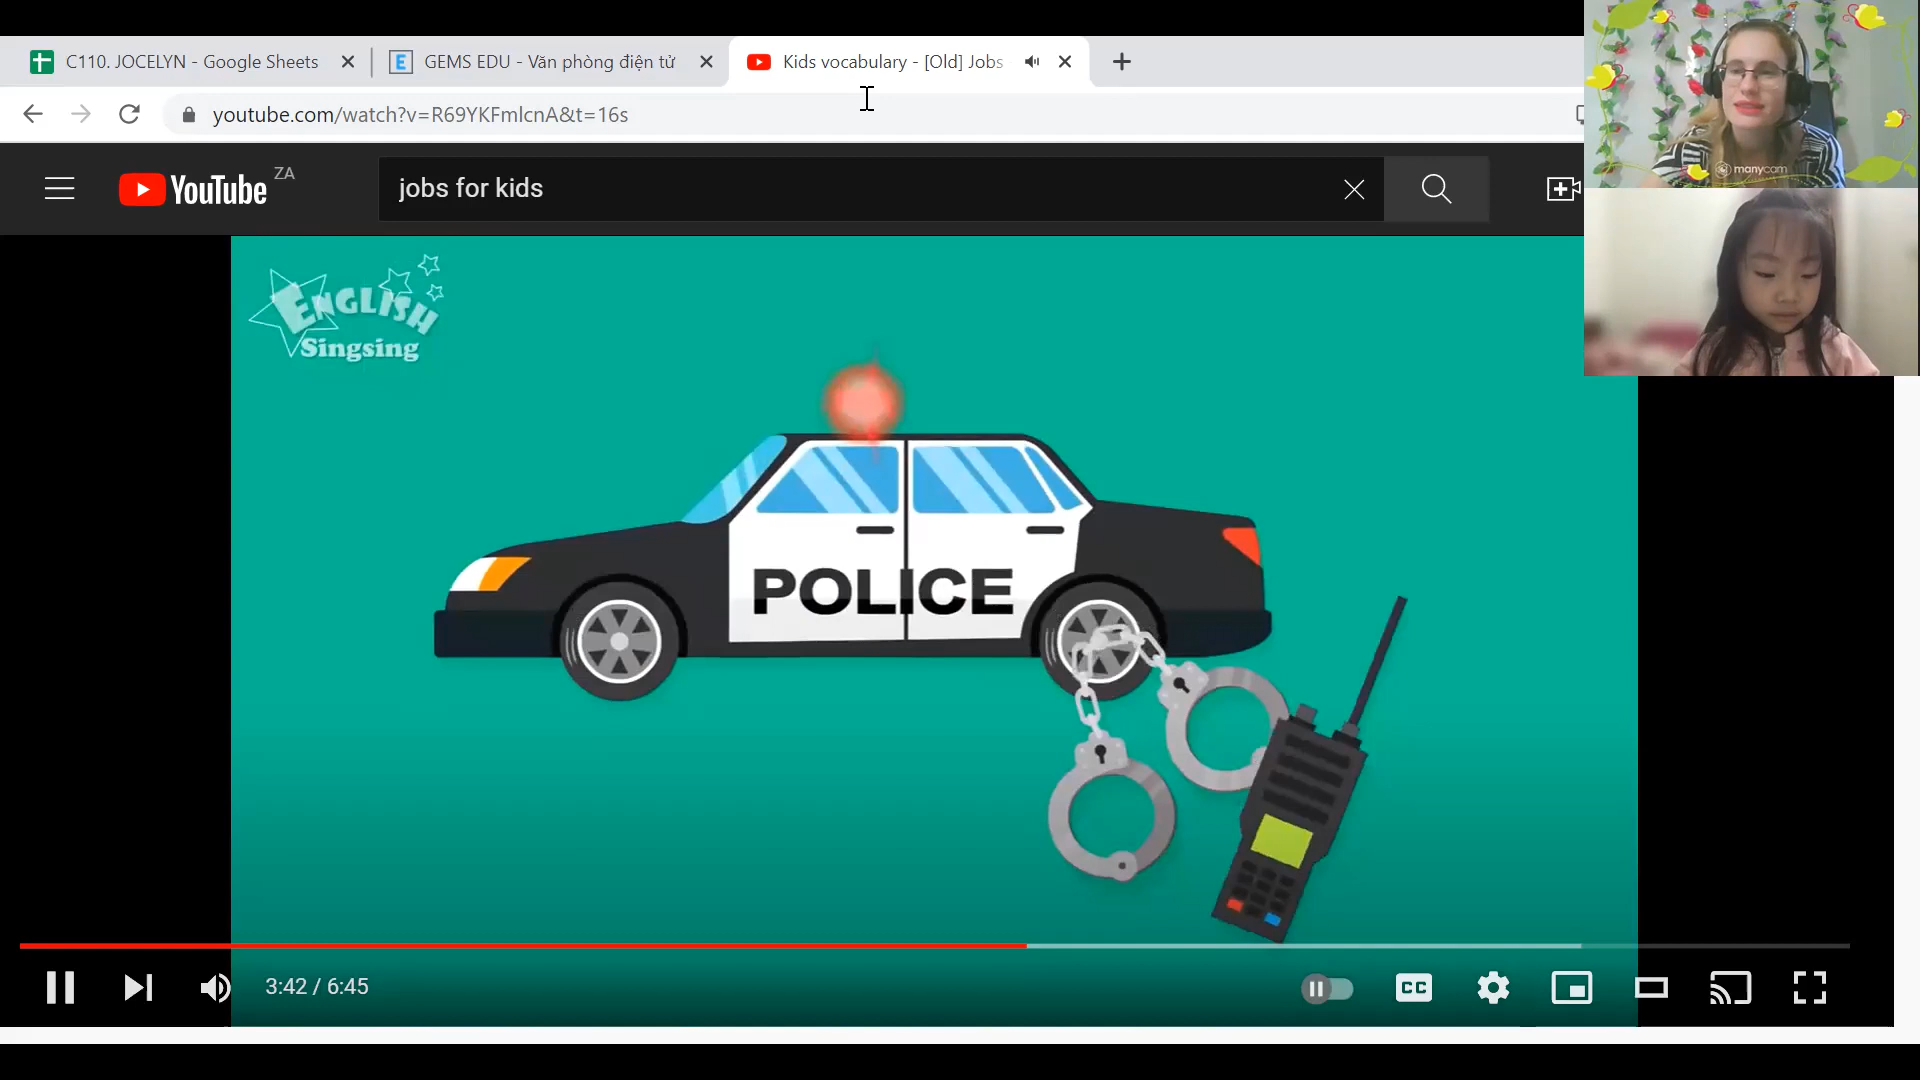 C110. JOCELYN - Google Sheets
GEMS EDU - Văn phòng điện tử
Kids vocabulary - [Old] Jobs
youtube.com/watch?v=R69YKFmlcnA&t=16s
manycam
YouTube ZA
jobs for kids
ENGLISH
Singsing
POLICE
3:42 / 6:45
CC